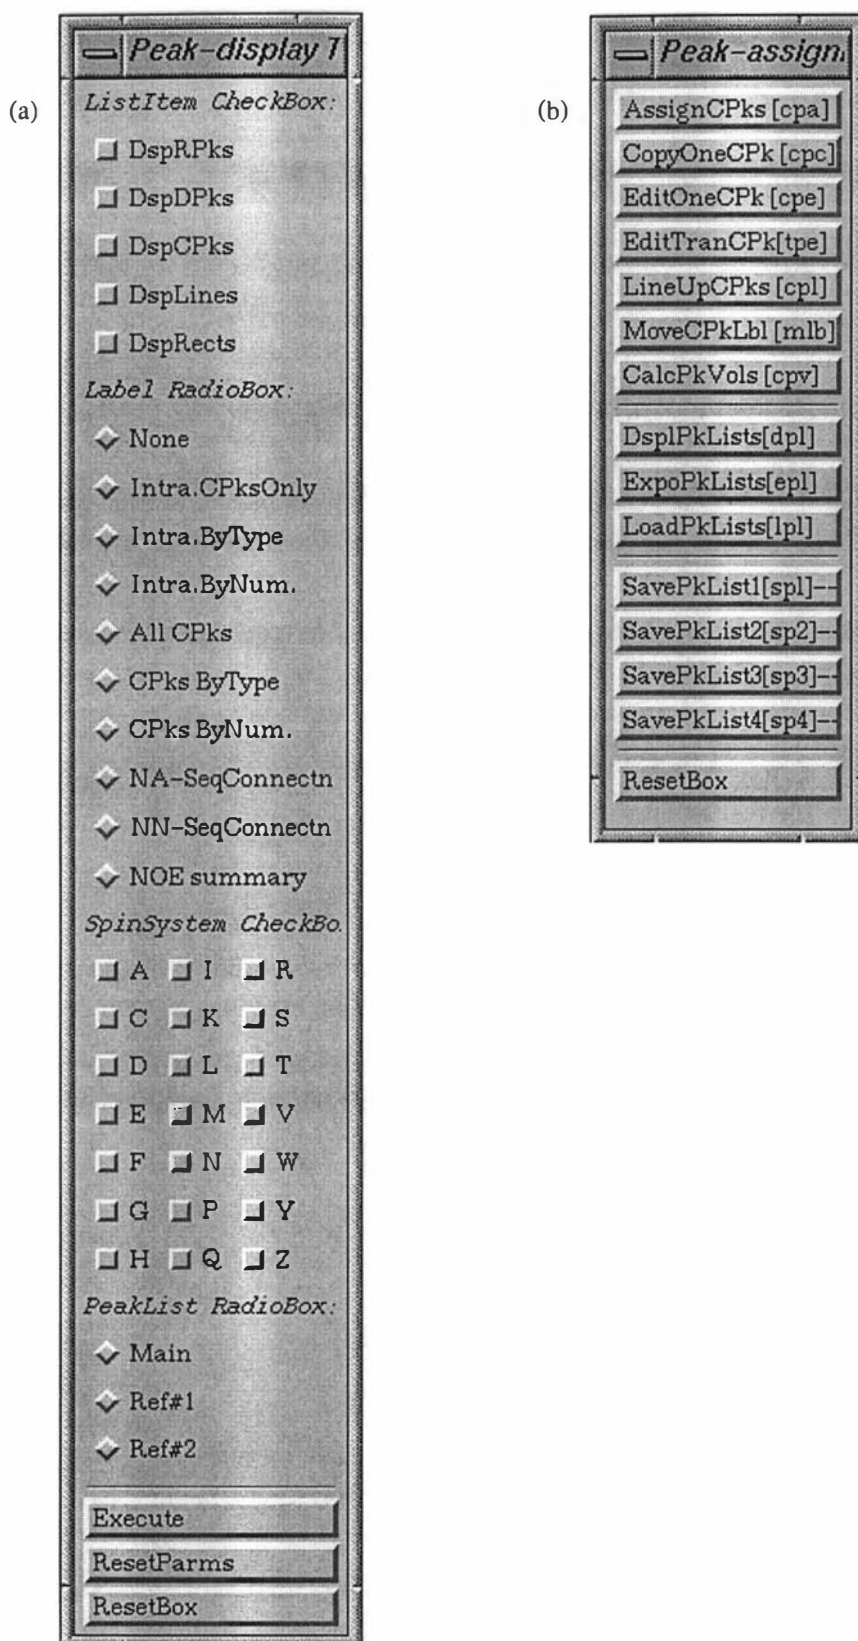 (a)
Peak-display T
ListItem CheckBox:
DspRPks
DspDPks
DspCPks
DspLines
DspRects
Label RadioBox:
None
Intra.CPksOnly
Intra.ByType
Intra.ByNum.
All CPks
CPks ByType
CPks ByNum.
NA-SeqConnectn
NN-SeqConnectn
NOE summary
SpinSystem CheckBo.
A I R
C K S
D L T
E M V
F N W
G P Y
H Q Z
PeakList RadioBox:
Main
Ref#1
Ref#2
Execute
ResetParms
ResetBox
(b)
Peak-assign
AssignCPks [cpa]
CopyOneCPk [cpc]
EditOneCPk [cpe]
EditTranCPk[tpe]
LineUpCPks [cpl]
MoveCPkLbl [mlb]
CalcPkVols [cpv]
DsplPkLists[dpl]
ExpoPkLists[epl]
LoadPkLists[lpl]
SavePkList1[sp1]--
SavePkList2[sp2]--
SavePkList3[sp3]--
SavePkList4[sp4]--
ResetBox